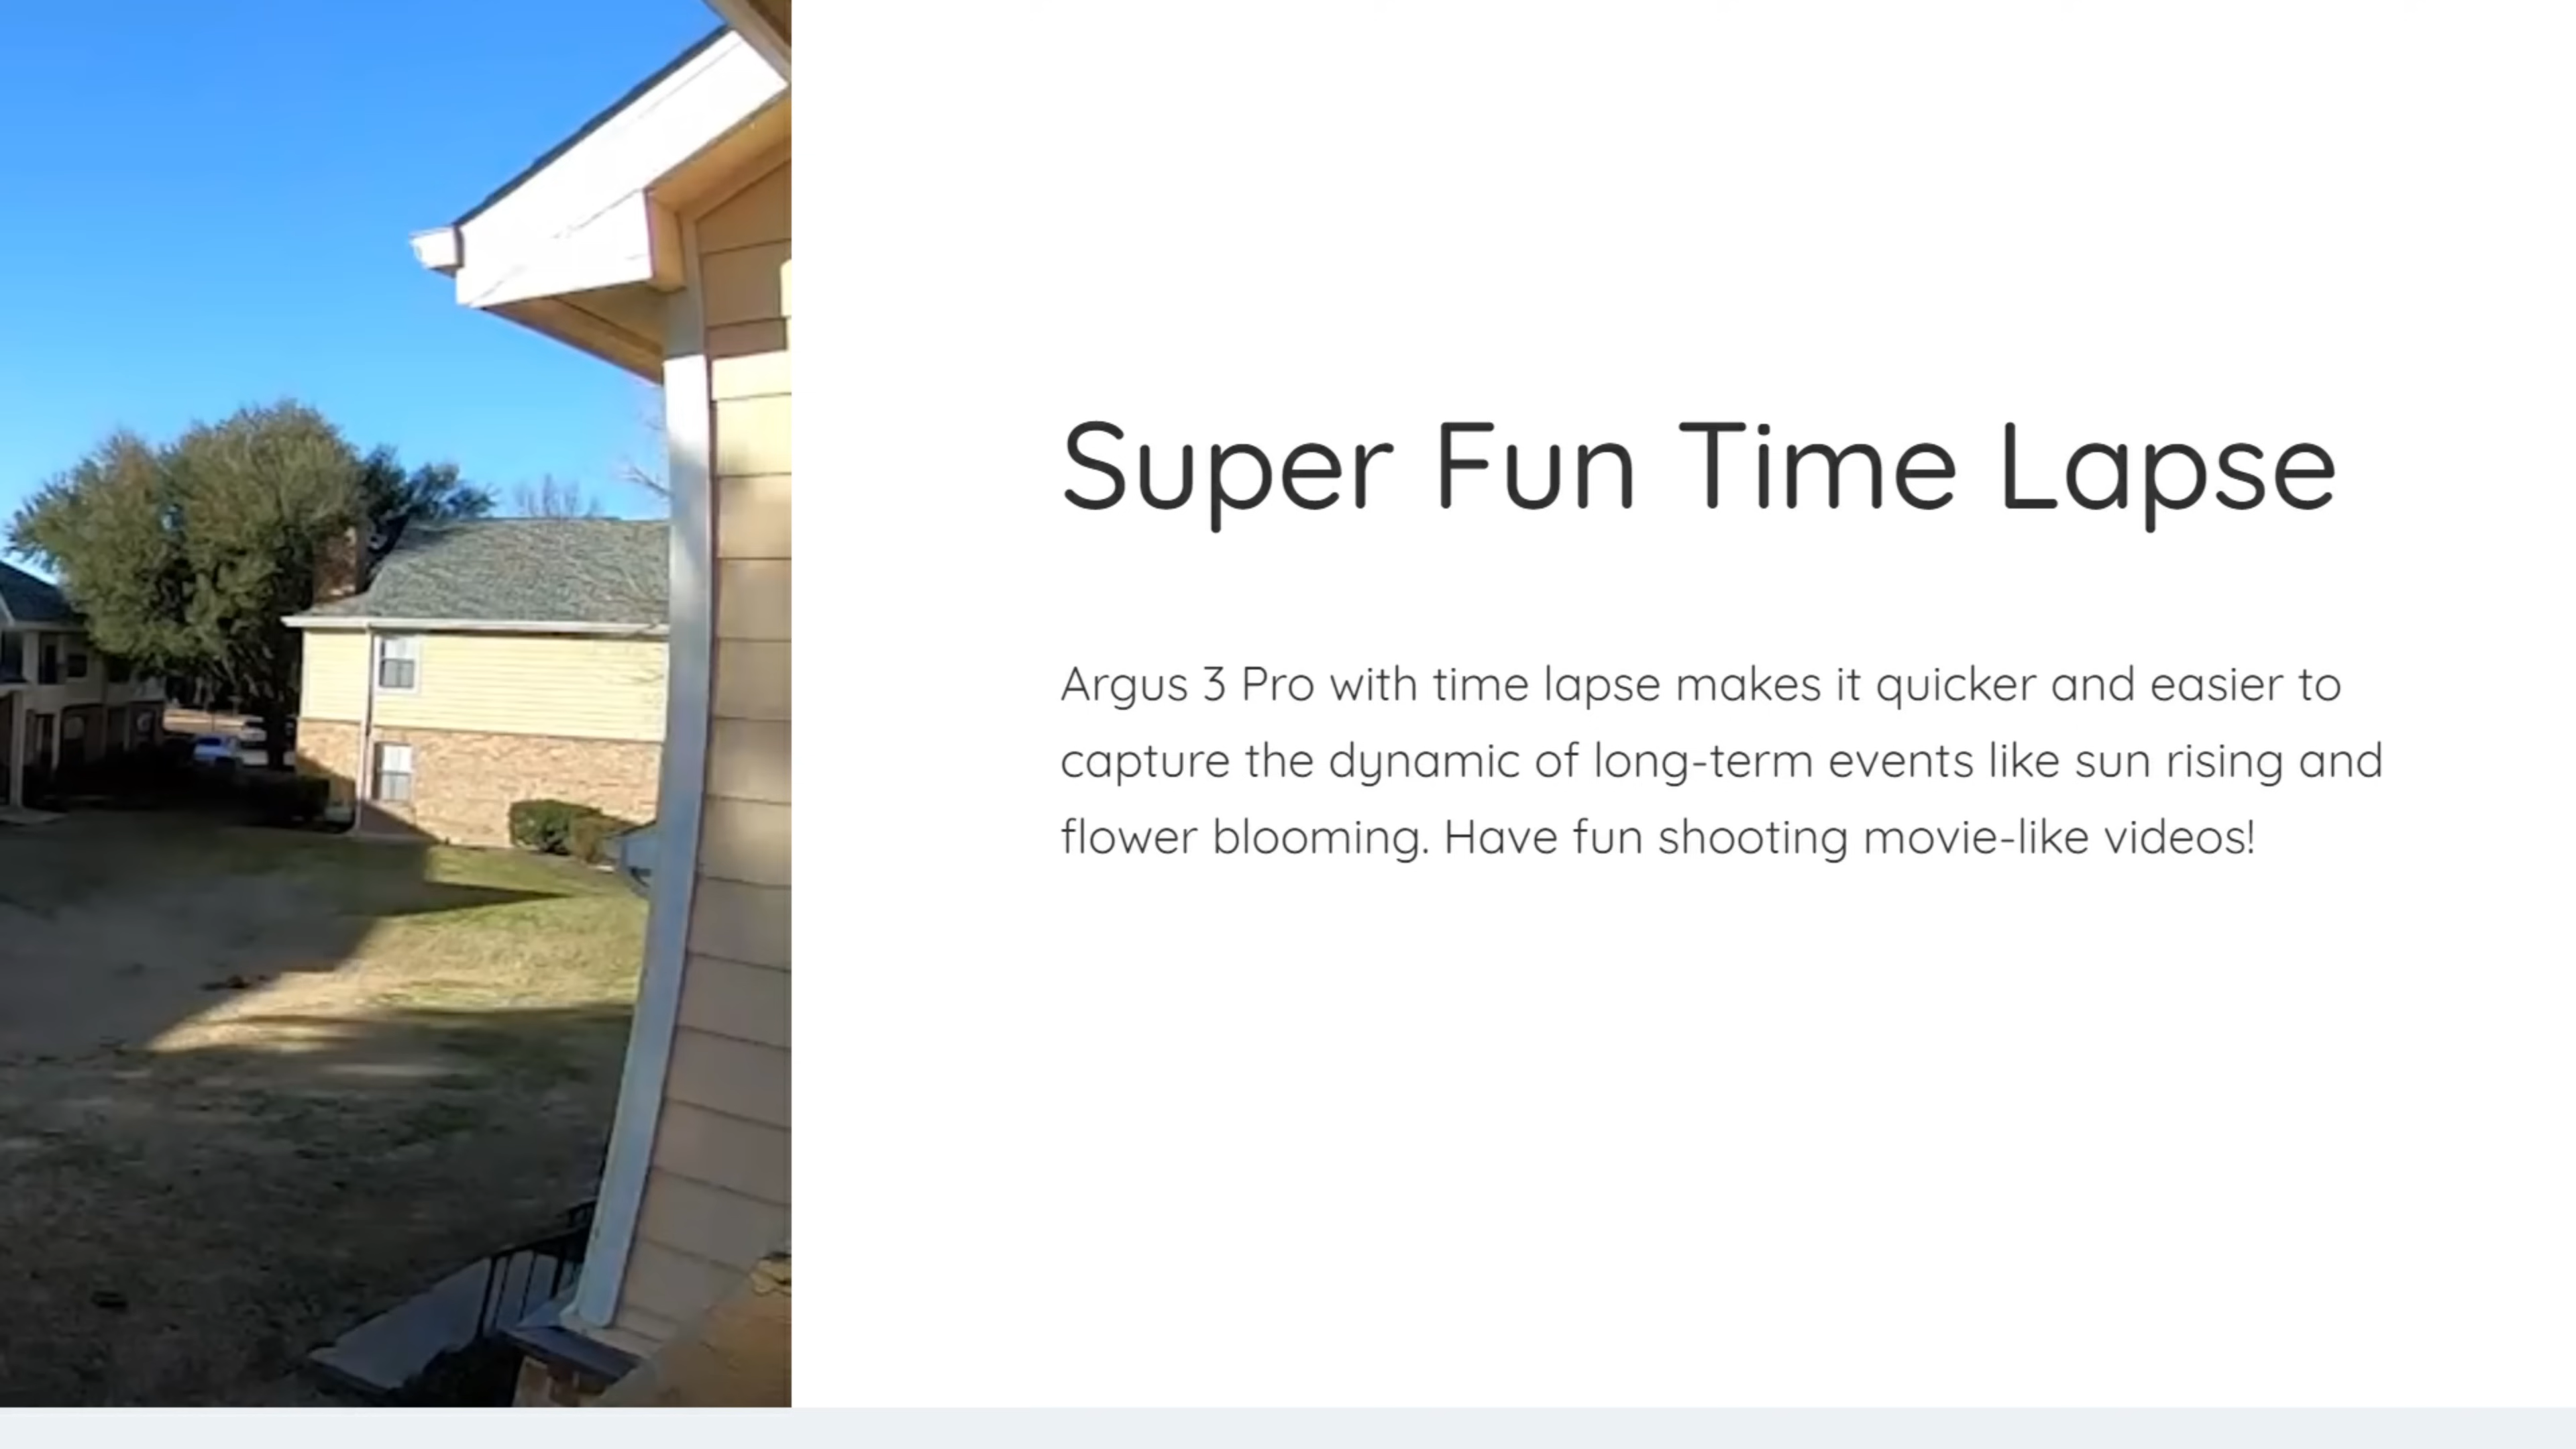 Super Fun Time Lapse
Argus 3 Pro with time lapse makes it quicker and easier to
capture the dynamic of long-term events like sun rising and
flower blooming. Have fun shooting movie-like videos!